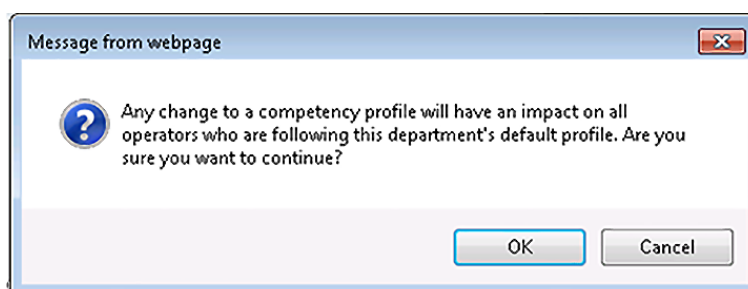 Message from webpage
Any change to a competency profile will have an impact on all
operators who are following this department's default profile. Are you
sure you want to continue?
OK
Cancel